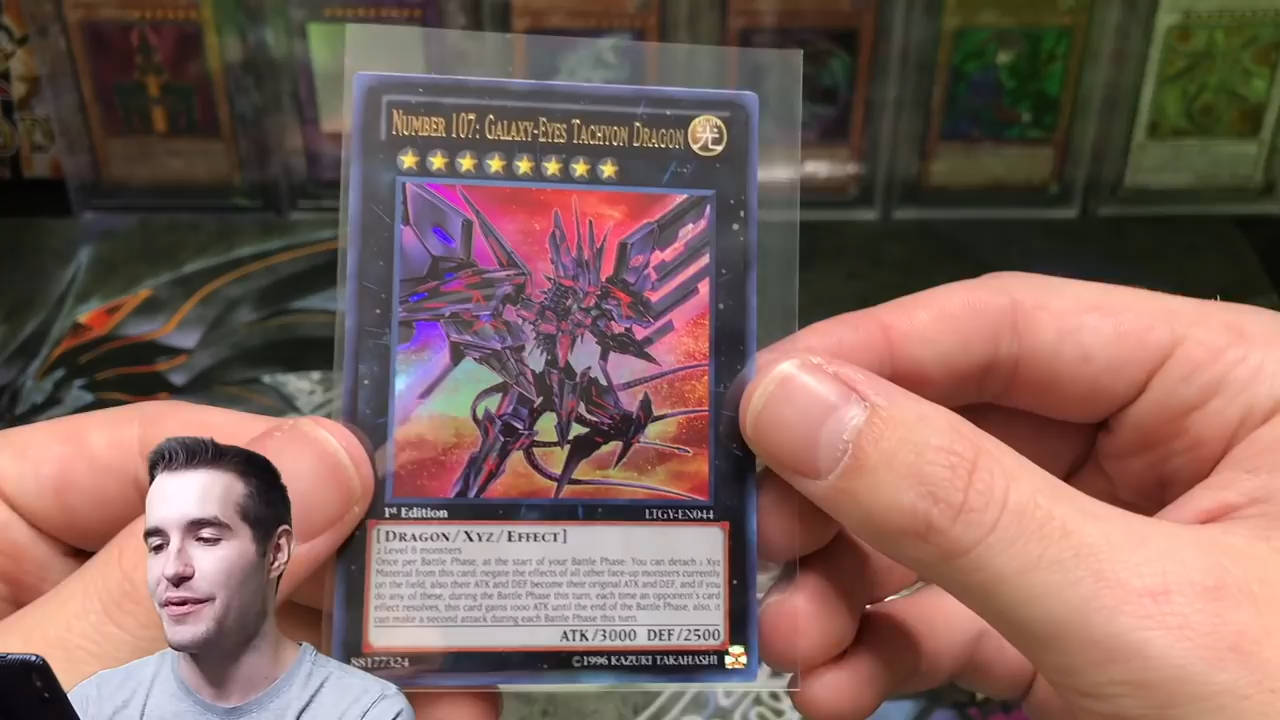 NUMBER 107: GALAXY-EYES TACHYON DRAGON
光
1st Edition
LTGY-EN044
[DRAGON/XYZ/EFFECT]
2 Level 8 monsters
Once per Battle Phase, at the start of your Battle Phase: You can detach 1 Xyz
Material from this card; negate the effects of all other face-up monsters currently
on the field, also their ATK and DEF become their original ATK and DEF, and if you
do any of these, during the Battle Phase this turn, each time an opponent's card
effect resolves, this card gains 1000 ATK until the end of the Battle Phase, also, it
can make a second attack during each Battle Phase this turn.
ATK/3000 DEF/2500
88177324
©1996 KAZUKI TAKAHASHI